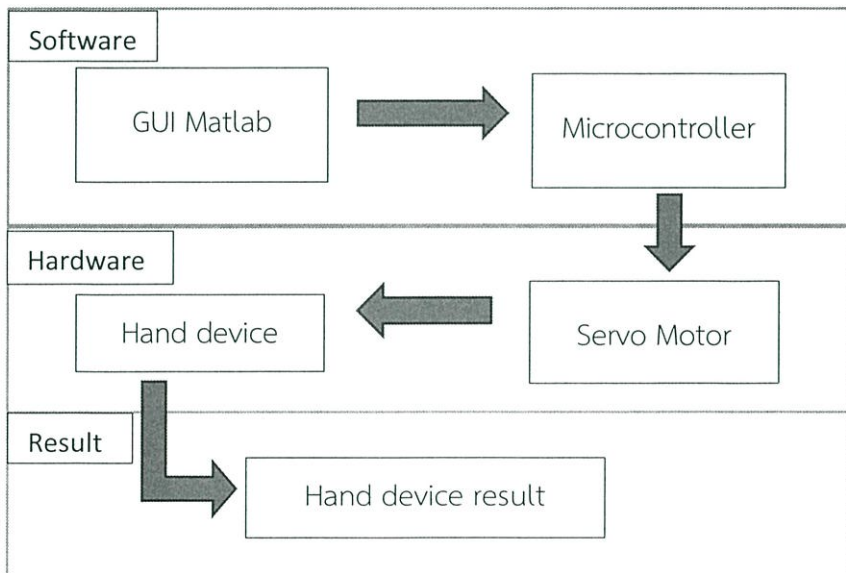 Software
GUI Matlab
Microcontroller
Hardware
Hand device
Servo Motor
Result
Hand device result